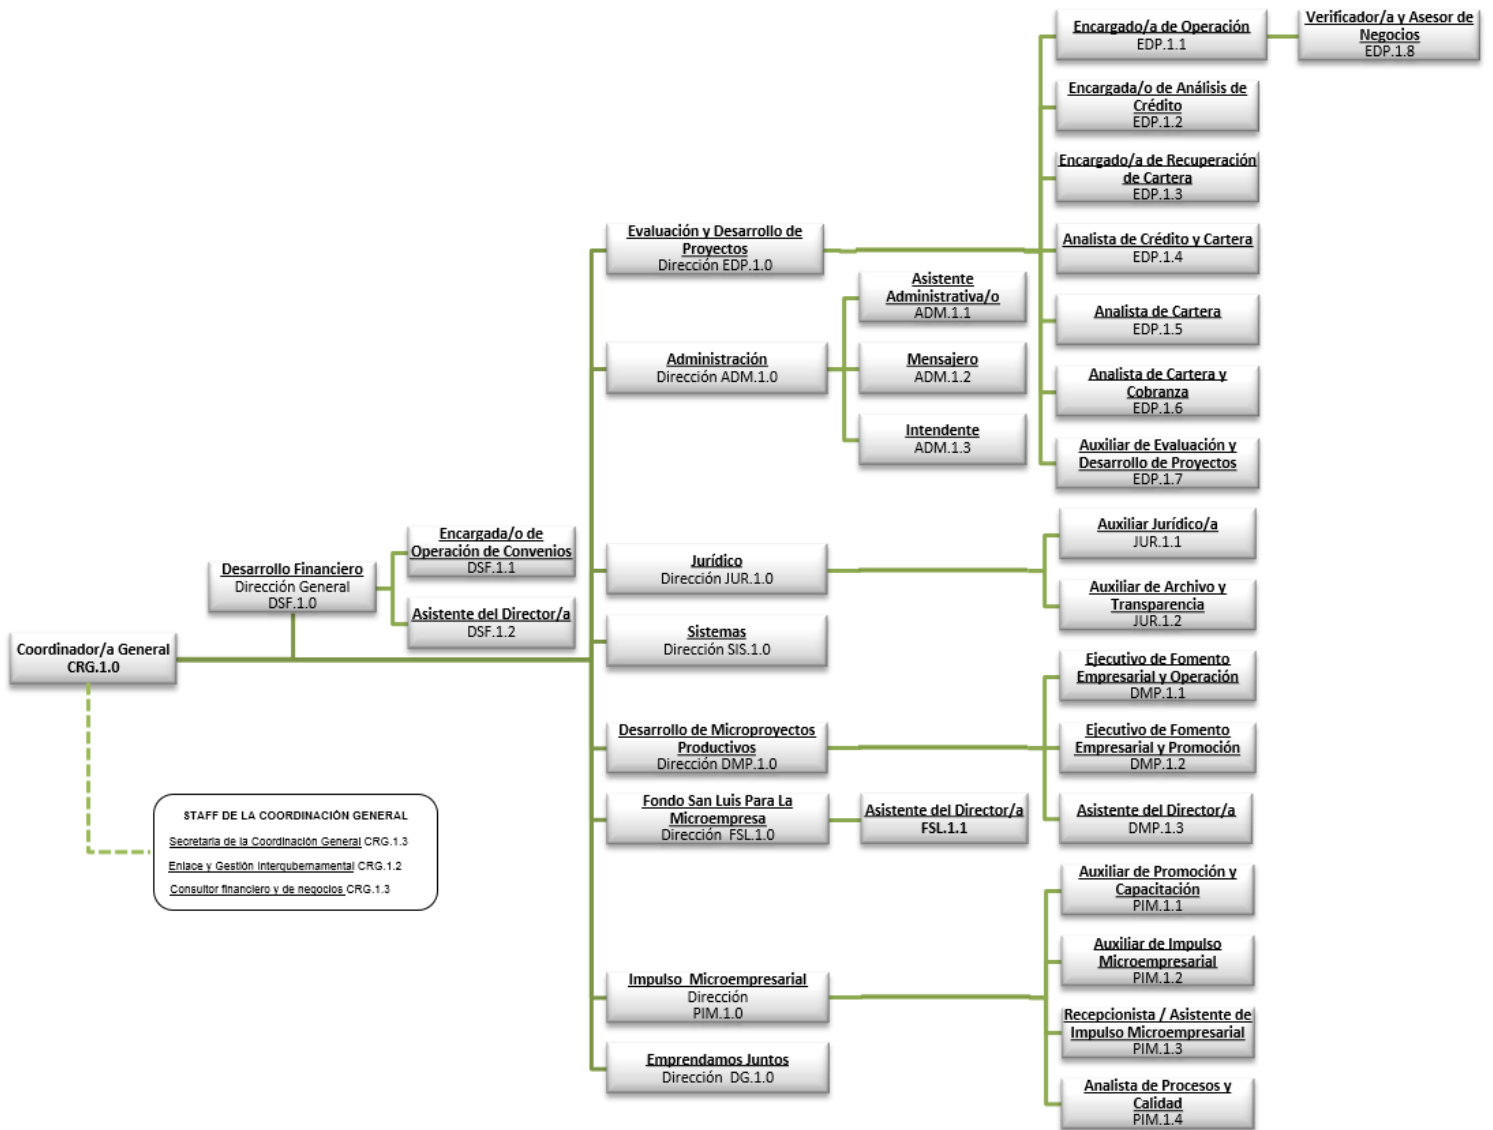 Coordinador/a General
CRG.1.0
STAFF DE LA COORDINACIÓN GENERAL
Secretaria de la Coordinación General CRG.1.3
Enlace y Gestión Intergubernamental CRG.1.2
Consultor financiero y de negocios CRG.1.3
Desarrollo Financiero
Dirección General
DSF.1.0
Encargada/o de
Operación de Convenios
DSF.1.1
Asistente del Director/a
DSF.1.2
Evaluación y Desarrollo de
Proyectos
Dirección EDP.1.0
Encargado/a de Operación
EDP.1.1
Verificador/a y Asesor de
Negocios
EDP.1.8
Encargada/o de Análisis de
Crédito
EDP.1.2
Encargado/a de Recuperación
de Cartera
EDP.1.3
Analista de Crédito y Cartera
EDP.1.4
Analista de Cartera
EDP.1.5
Analista de Cartera y
Cobranza
EDP.1.6
Auxiliar de Evaluación y
Desarrollo de Proyectos
EDP.1.7
Administración
Dirección ADM.1.0
Asistente
Administrativa/o
ADM.1.1
Mensajero
ADM.1.2
Intendente
ADM.1.3
Jurídico
Dirección JUR.1.0
Auxiliar Jurídico/a
JUR.1.1
Auxiliar de Archivo y
Transparencia
JUR.1.2
Sistemas
Dirección SIS.1.0
Desarrollo de Microproyectos
Productivos
Dirección DMP.1.0
Ejecutivo de Fomento
Empresarial y Operación
DMP.1.1
Ejecutivo de Fomento
Empresarial y Promoción
DMP.1.2
Asistente del Director/a
DMP.1.3
Fondo San Luis Para La
Microempresa
Dirección FSL.1.0
Asistente del Director/a
FSL.1.1
Impulso Microempresarial
Dirección
PIM.1.0
Auxiliar de Promoción y
Capacitación
PIM.1.1
Auxiliar de Impulso
Microempresarial
PIM.1.2
Recepcionista / Asistente de
Impulso Microempresarial
PIM.1.3
Analista de Procesos y
Calidad
PIM.1.4
Emprendamos Juntos
Dirección DG.1.0